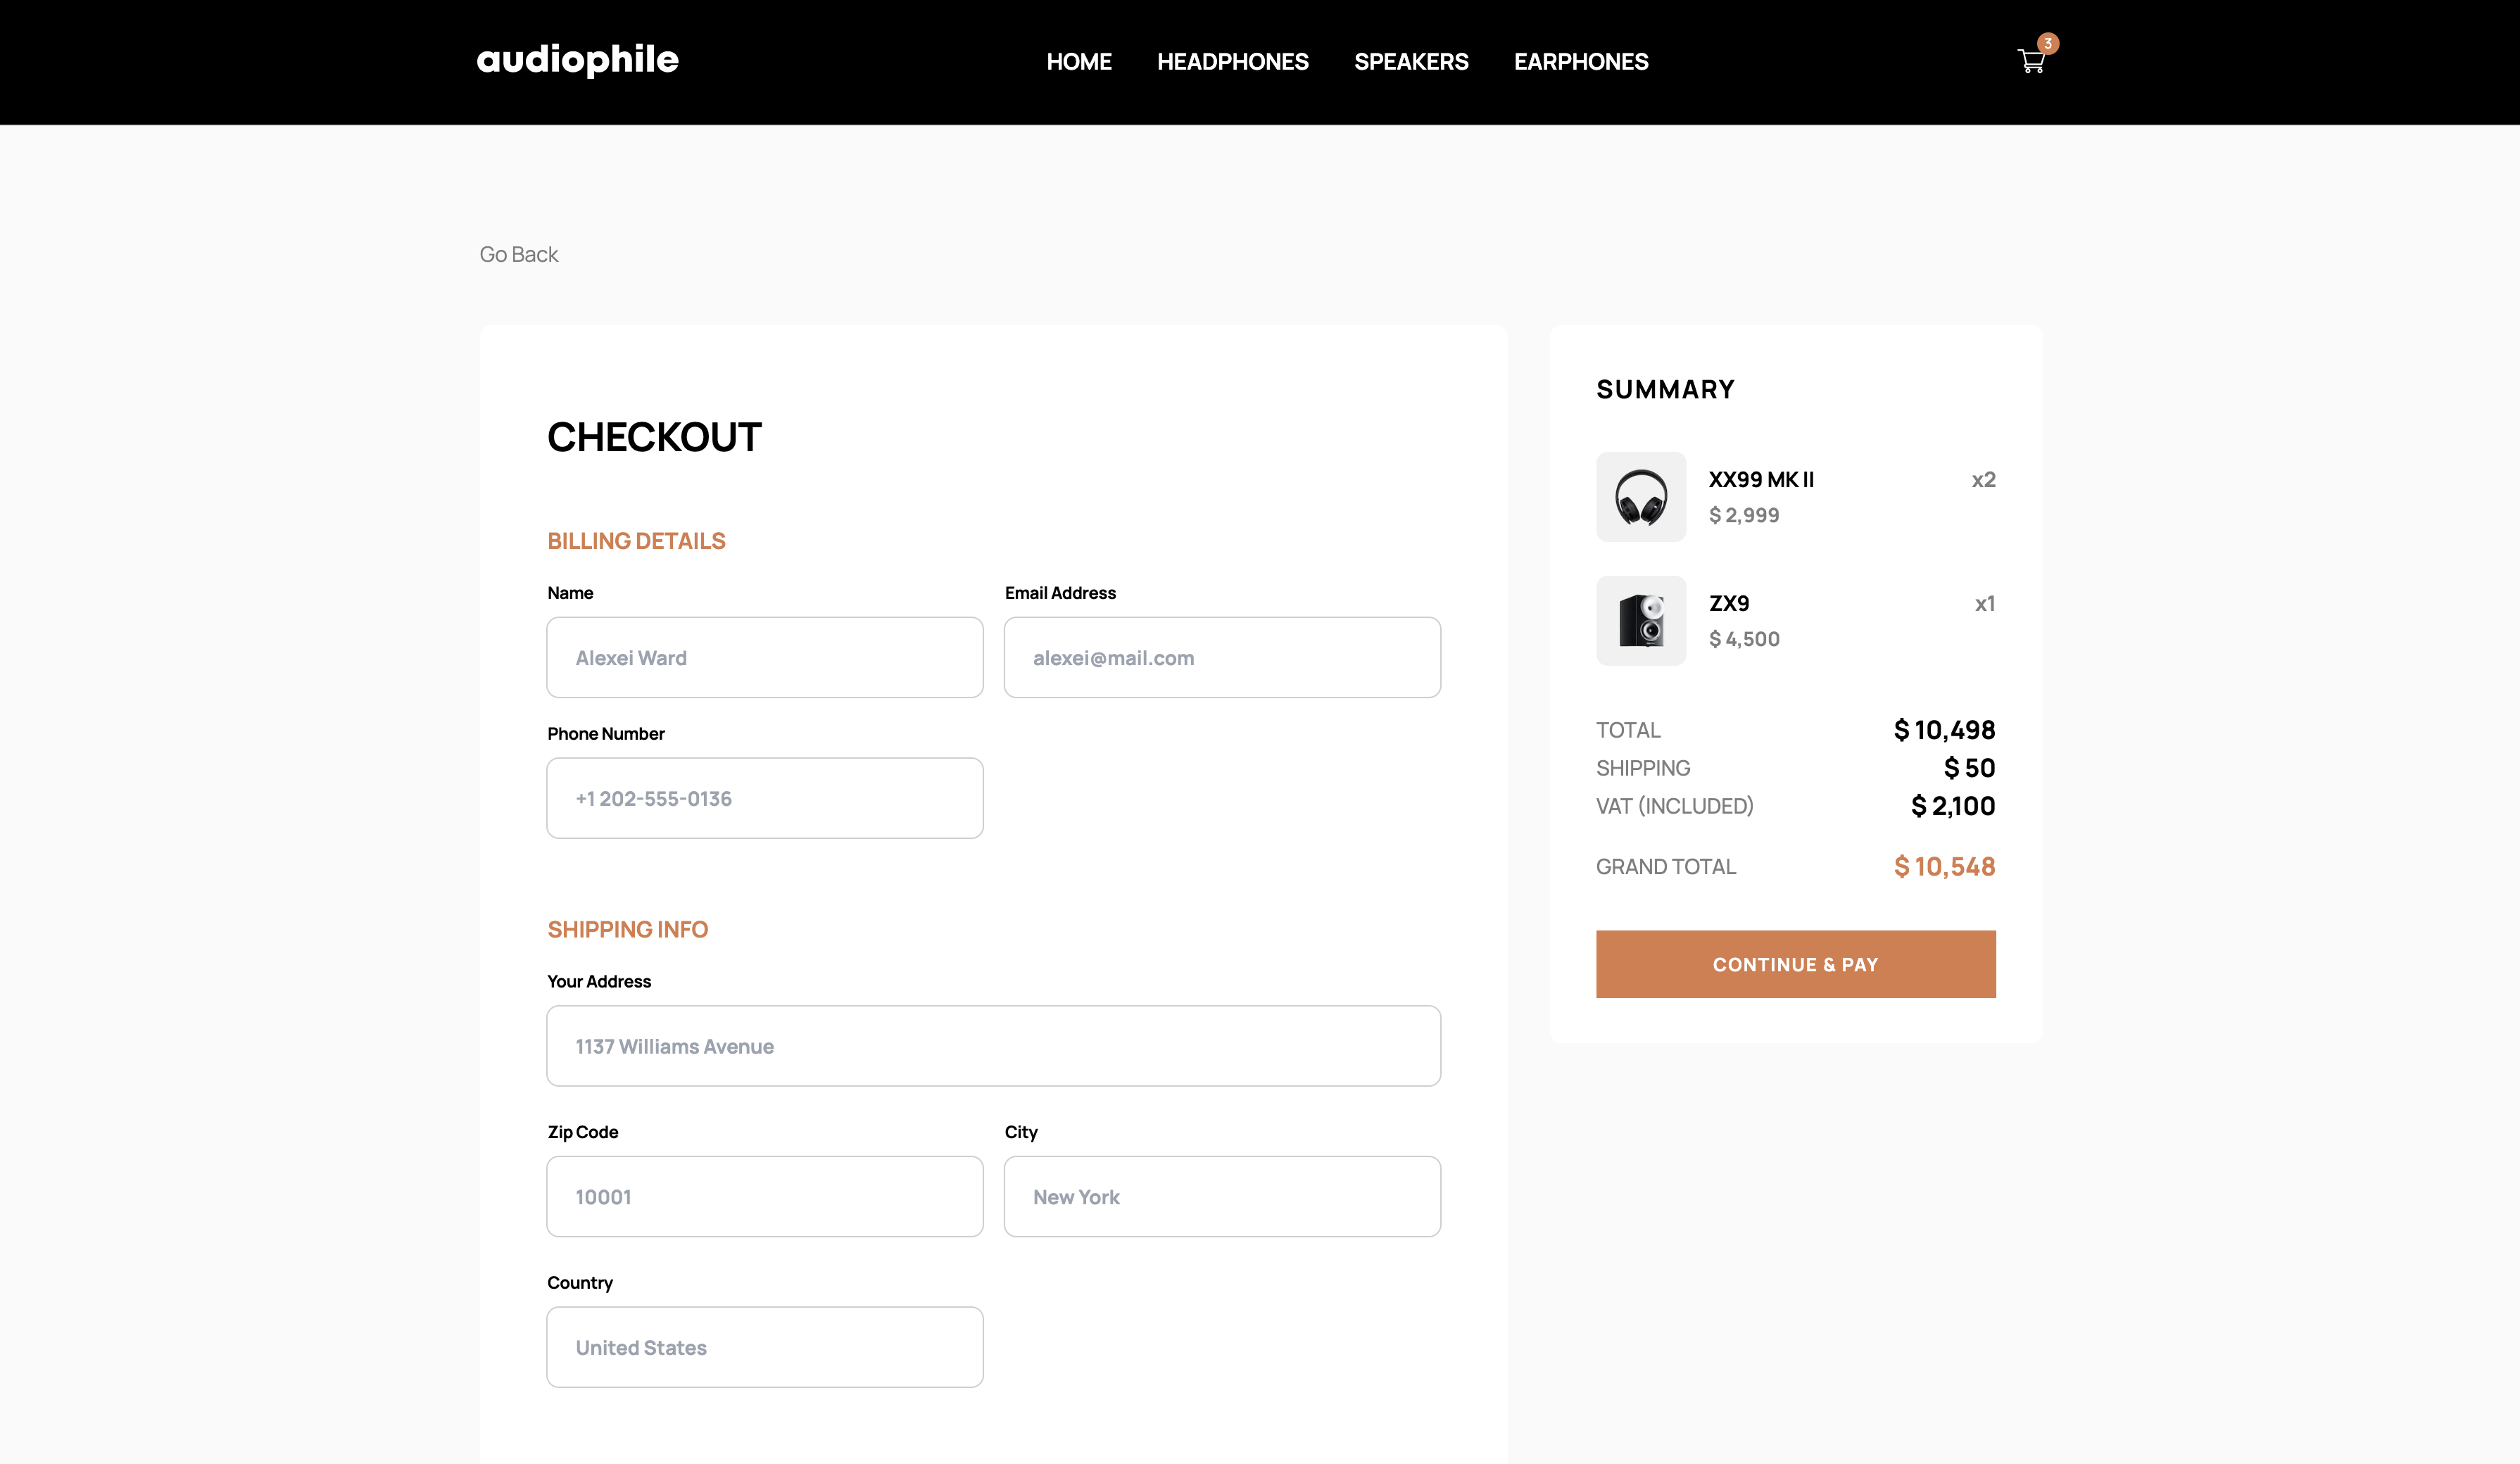 audiophile
HOME HEADPHONES SPEAKERS EARPHONES
3
Go Back
CHECKOUT
BILLING DETAILS
Name
Alexei Ward
Email Address
alexei@mail.com
Phone Number
+1 202-555-0136
SHIPPING INFO
Your Address
1137 Williams Avenue
Zip Code
10001
City
New York
Country
United States
SUMMARY
XX99 MK II x2
$ 2,999
ZX9 x1
$ 4,500
TOTAL $ 10,498
SHIPPING $ 50
VAT (INCLUDED) $ 2,100
GRAND TOTAL $ 10,548
CONTINUE & PAY